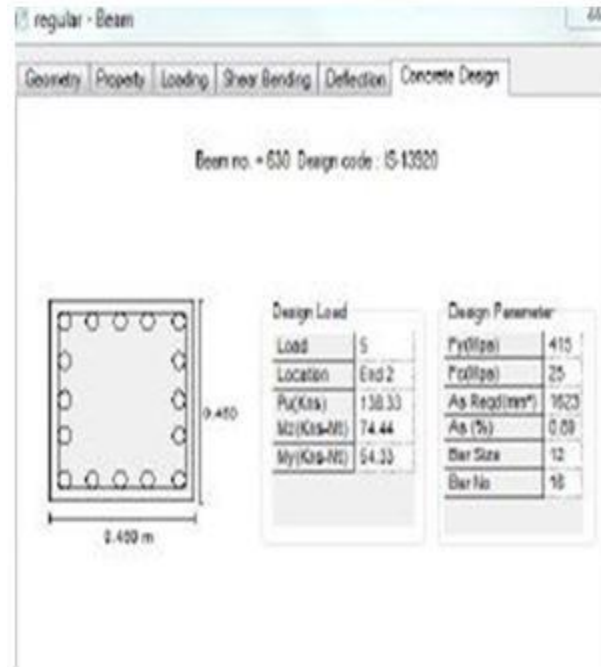 regular - Beam
Geometry Property Loading Shear Bending Deflection Concrete Design
Beam no. = 630 Design code : IS-13920
0.450
0.450 m
Design Load
Load 5
Location End 2
Pu(Kns) 138.33
Mz(Kns-Mt) 74.44
My(Kns-Mt) 54.33
Design Parameter
Fy(Mpa) 415
Fc(Mpa) 25
As Reqd(mm²) 1623
As (%)
Bar Size 12
Bar No 16